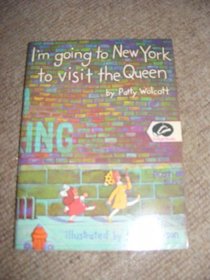 I'm going to New York
to visit the Queen
by Patty Wolcott
ING
illustrated by